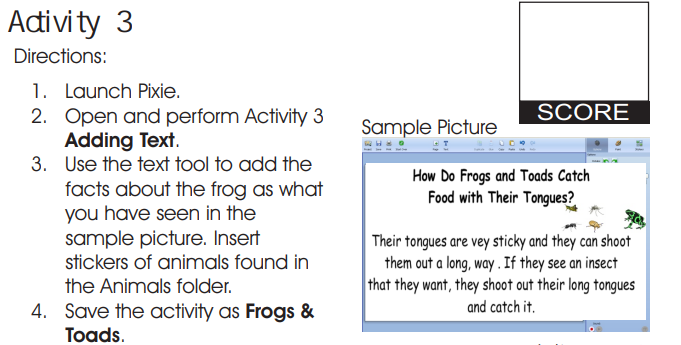 Activity 3
Directions:
1. Launch Pixie.
2. Open and perform Activity 3
Adding Text.
3. Use the text tool to add the
facts about the frog as what
you have seen in the
sample picture. Insert
stickers of animals found in
the Animals folder.
4. Save the activity as Frogs &
Toads.
SCORE
Sample Picture
How Do Frogs and Toads Catch
Food with Their Tongues?
Their tongues are vey sticky and they can shoot
them out a long, way . If they see an insect
that they want, they shoot out their long tongues
and catch it.